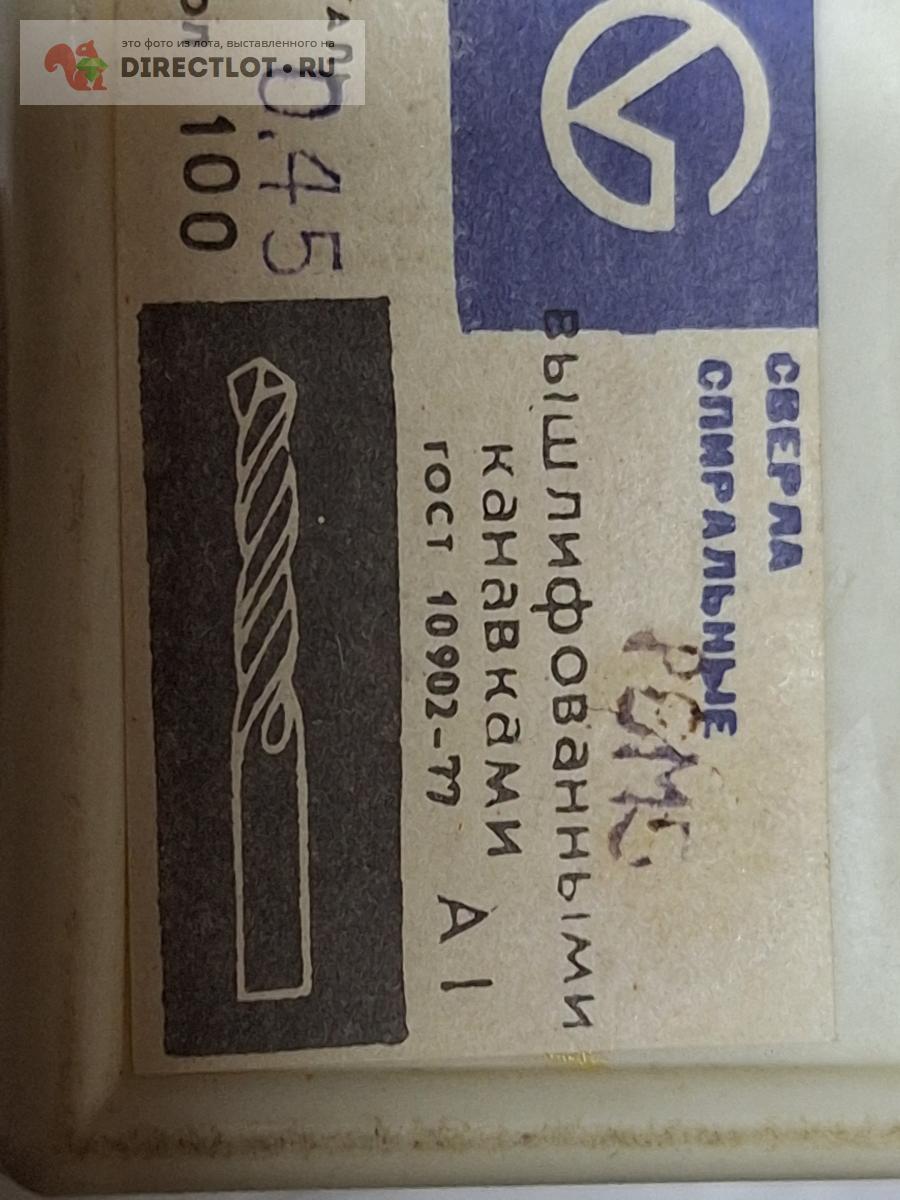 это фото из лота, выставленного на
DIRECTLOT.RU
СВЕРЛА
СПИРАЛЬНЫЕ
Р6М5
вышлифованными
канавками
ГОСТ 10902-77 А 1
0,45
100